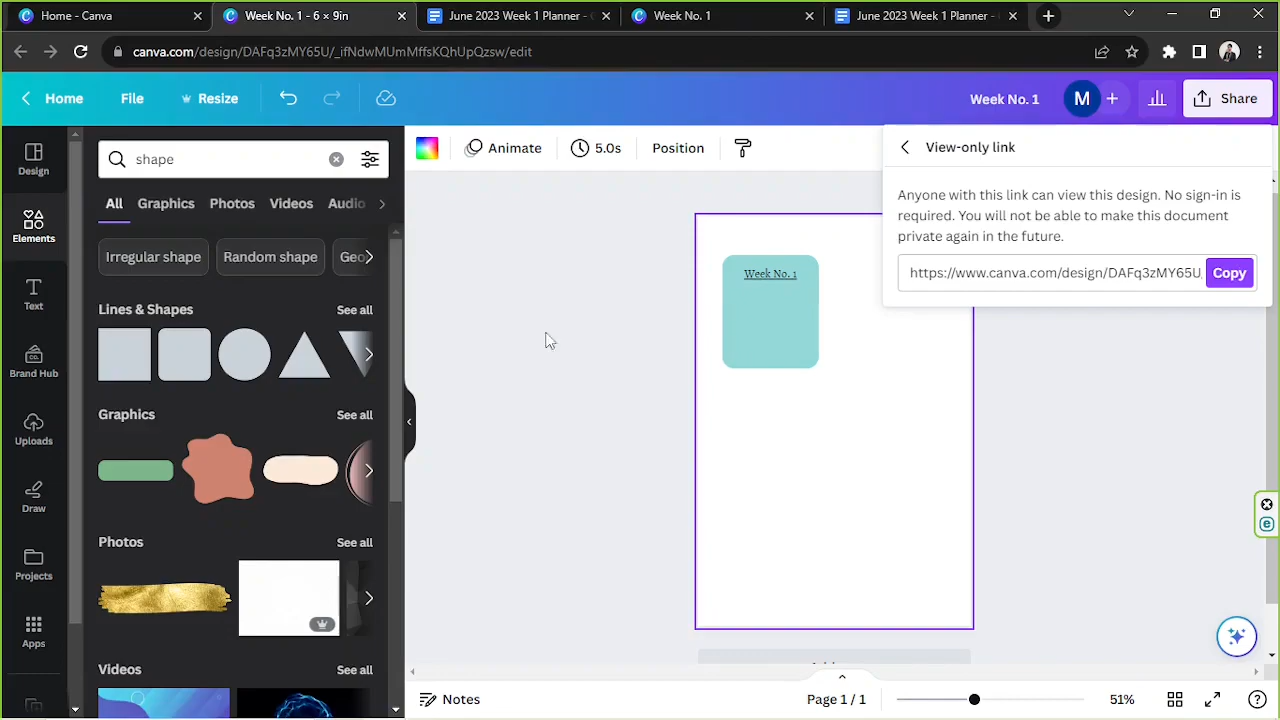 Home - Canva
Week No. 1 - 6 × 9in
June 2023 Week 1 Planner -
Week No. 1
June 2023 Week 1 Planner -
canva.com/design/DAFq3zMY65U/_ifNdwMUmMffsKQhUpQzsw/edit
Home
File
Resize
Week No. 1
M
Share
Design
Elements
Text
Brand Hub
Uploads
Draw
Projects
Apps
shape
All
Graphics
Photos
Videos
Audio
Irregular shape
Random shape
Geo
Lines & Shapes
See all
Graphics
See all
Photos
See all
Videos
See all
Animate
5.0s
Position
View-only link
Anyone with this link can view this design. No sign-in is
required. You will not be able to make this document
private again in the future.
https://www.canva.com/design/DAFq3zMY65U
Copy
Week No. 1
Notes
Page 1 / 1
51%